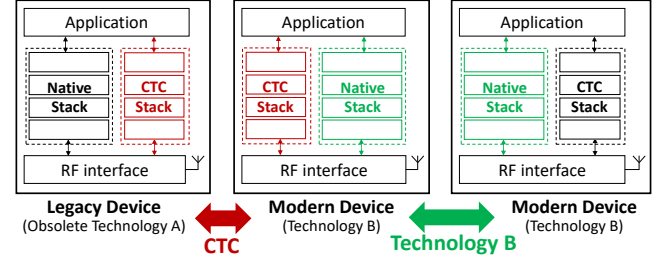 Application
Native
Stack
CTC
Stack
RF interface
Legacy Device
(Obsolete Technology A)
Application
CTC
Stack
Native
Stack
RF interface
Modern Device
(Technology B)
Application
Native
Stack
CTC
Stack
RF interface
Modern Device
(Technology B)
CTC
Technology B